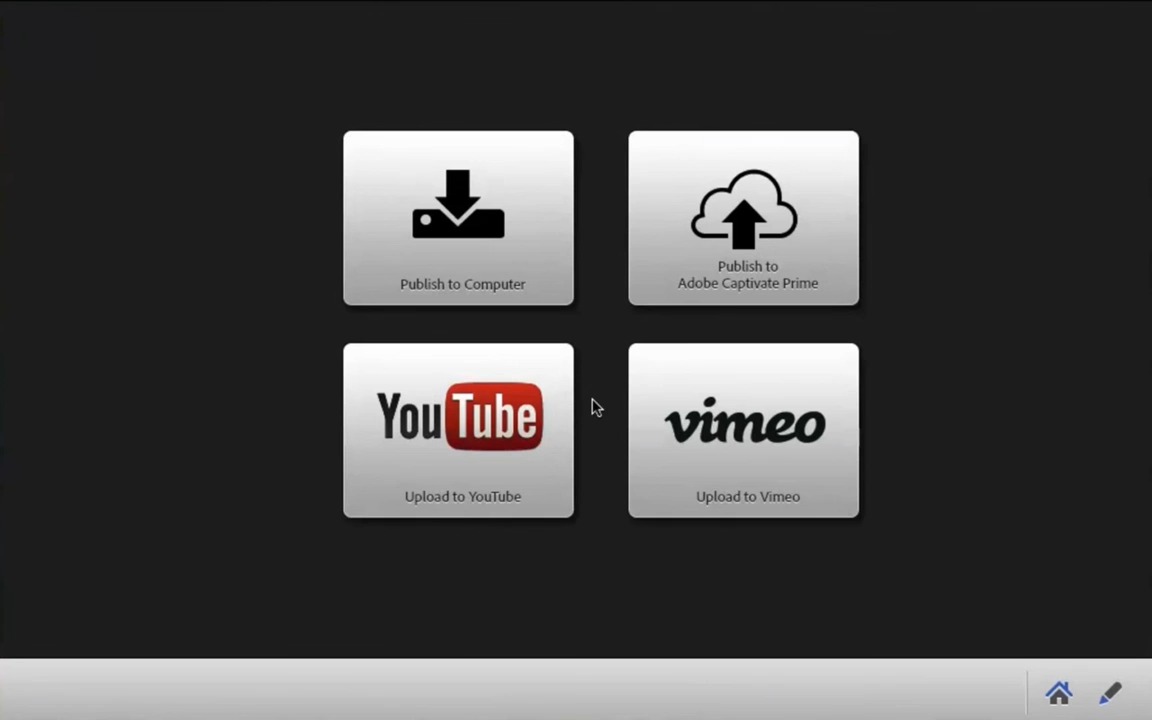 Publish to Computer
Publish to
Adobe Captivate Prime
YouTube
Upload to YouTube
vimeo
Upload to Vimeo